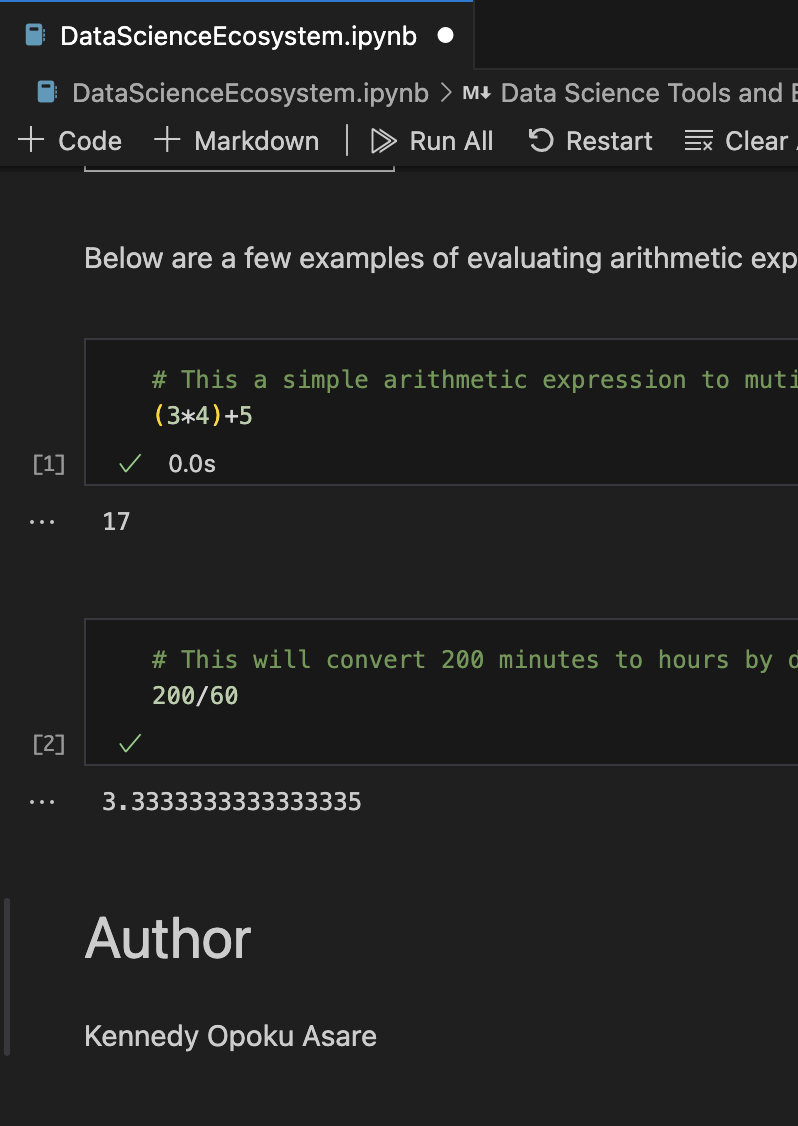 DataScienceEcosystem.ipynb
DataScienceEcosystem.ipynb > M↓ Data Science Tools and
+ Code + Markdown | Run All Restart Clear
Below are a few examples of evaluating arithmetic exp
# This a simple arithmetic expression to muti
(3*4)+5
[1] ✓ 0.0s
... 17
# This will convert 200 minutes to hours by d
200/60
[2] ✓
... 3.3333333333333335
Author
Kennedy Opoku Asare